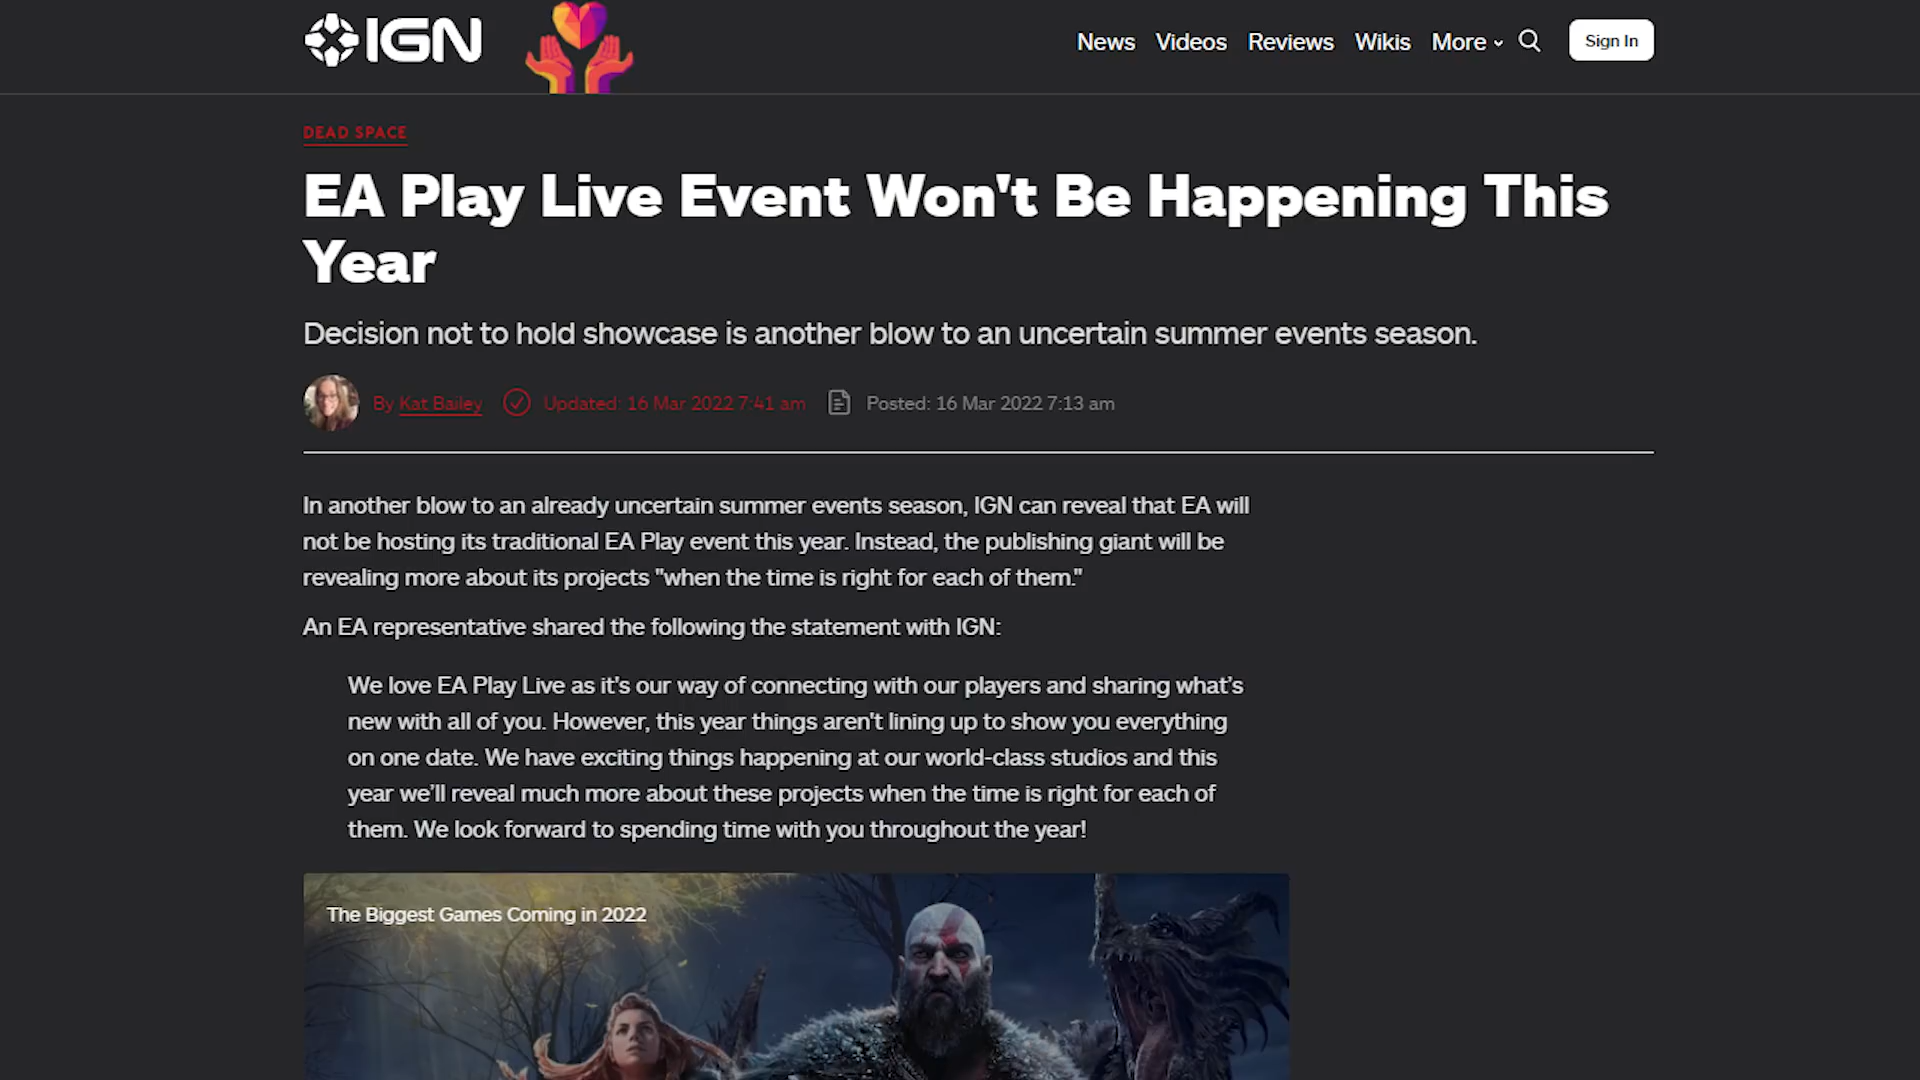 IGN
News Videos Reviews Wikis More Sign In
DEAD SPACE
EA Play Live Event Won't Be Happening This
Year
Decision not to hold showcase is another blow to an uncertain summer events season.
By Kat Bailey Updated: 16 Mar 2022 7:41 am Posted: 16 Mar 2022 7:13 am
In another blow to an already uncertain summer events season, IGN can reveal that EA will
not be hosting its traditional EA Play event this year. Instead, the publishing giant will be
revealing more about its projects "when the time is right for each of them."
An EA representative shared the following the statement with IGN:
We love EA Play Live as it's our way of connecting with our players and sharing what’s
new with all of you. However, this year things aren't lining up to show you everything
on one date. We have exciting things happening at our world-class studios and this
year we’ll reveal much more about these projects when the time is right for each of
them. We look forward to spending time with you throughout the year!
The Biggest Games Coming in 2022